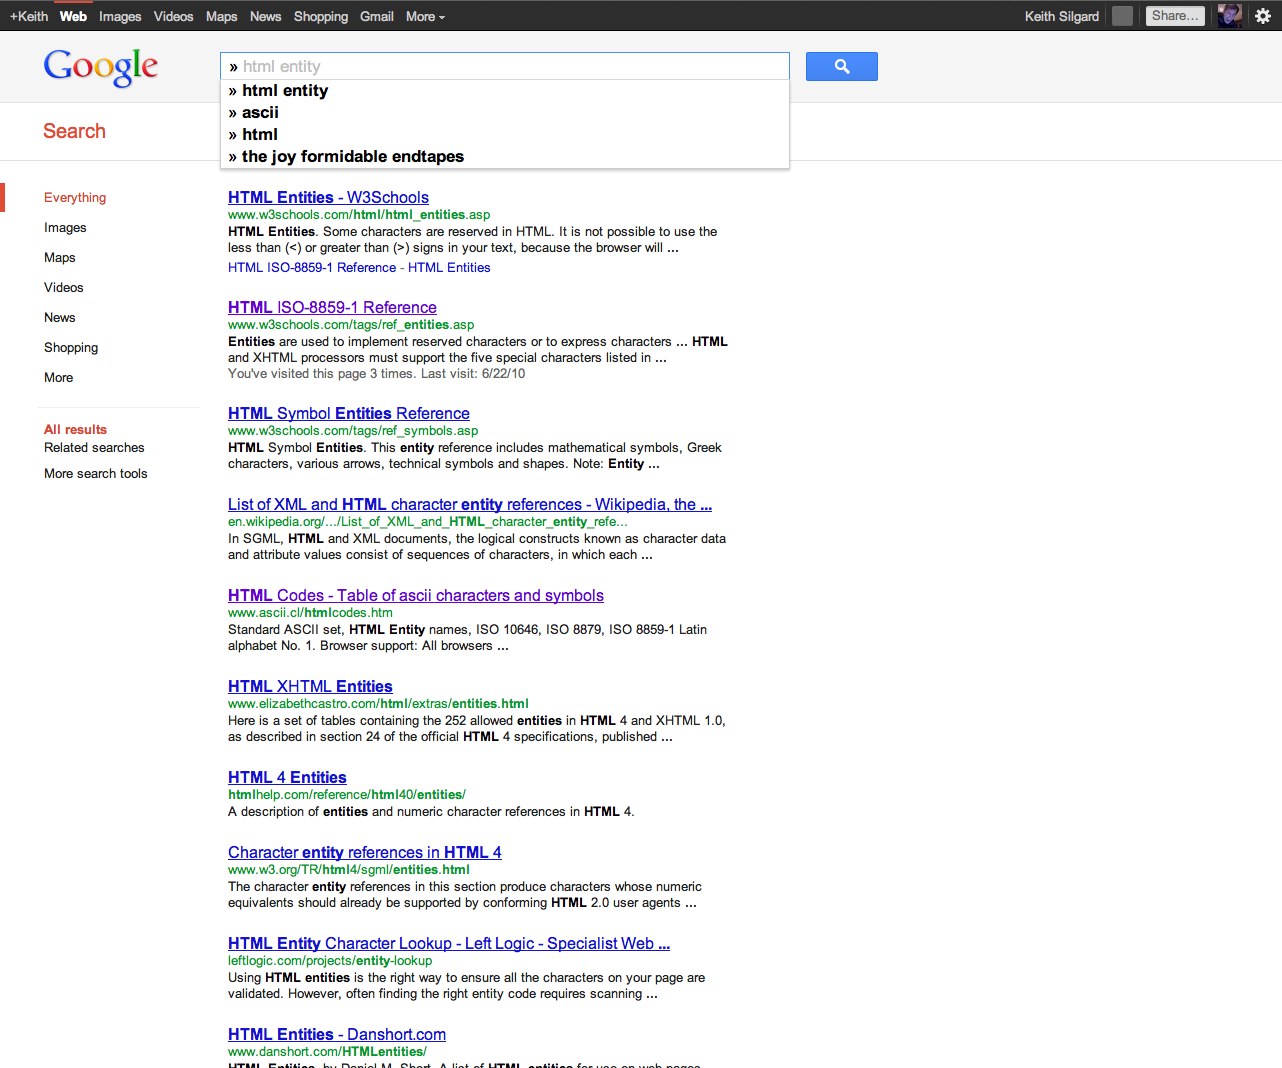 +Keith Web Images Videos Maps News Shopping Gmail More
Keith Silgard Share...
Google
» html entity
» html entity
» ascii
» html
» the joy formidable endtapes
Search
Everything
Images
Maps
Videos
News
Shopping
More
All results
Related searches
More search tools
HTML Entities - W3Schools
www.w3schools.com/html/html_entities.asp
HTML Entities. Some characters are reserved in HTML. It is not possible to use the
less than (<) or greater than (>) signs in your text, because the browser will ...
HTML ISO-8859-1 Reference - HTML Entities
HTML ISO-8859-1 Reference
www.w3schools.com/tags/ref_entities.asp
Entities are used to implement reserved characters or to express characters ... HTML
and XHTML processors must support the five special characters listed in ...
You've visited this page 3 times. Last visit: 6/22/10
HTML Symbol Entities Reference
www.w3schools.com/tags/ref_symbols.asp
HTML Symbol Entities. This entity reference includes mathematical symbols, Greek
characters, various arrows, technical symbols and shapes. Note: Entity ...
List of XML and HTML character entity references - Wikipedia, the ...
en.wikipedia.org/.../List_of_XML_and_HTML_character_entity_refe...
In SGML, HTML and XML documents, the logical constructs known as character data
and attribute values consist of sequences of characters, in which each ...
HTML Codes - Table of ascii characters and symbols
www.ascii.cl/htmlcodes.htm
Standard ASCII set, HTML Entity names, ISO 10646, ISO 8879, ISO 8859-1 Latin
alphabet No. 1. Browser support: All browsers ...
HTML XHTML Entities
www.elizabethcastro.com/html/extras/entities.html
Here is a set of tables containing the 252 allowed entities in HTML 4 and XHTML 1.0,
as described in section 24 of the official HTML 4 specifications, published ...
HTML 4 Entities
htmlhelp.com/reference/html40/entities/
A description of entities and numeric character references in HTML 4.
Character entity references in HTML 4
www.w3.org/TR/html4/sgml/entities.html
The character entity references in this section produce characters whose numeric
equivalents should already be supported by conforming HTML 2.0 user agents ...
HTML Entity Character Lookup - Left Logic - Specialist Web ...
leftlogic.com/projects/entity-lookup
Using HTML entities is the right way to ensure all the characters on your page are
validated. However, often finding the right entity code requires scanning ...
HTML Entities - Danshort.com
www.danshort.com/HTMLentities/
HTML Entities, by Daniel M. Short. A list of HTML entities for use on web pages